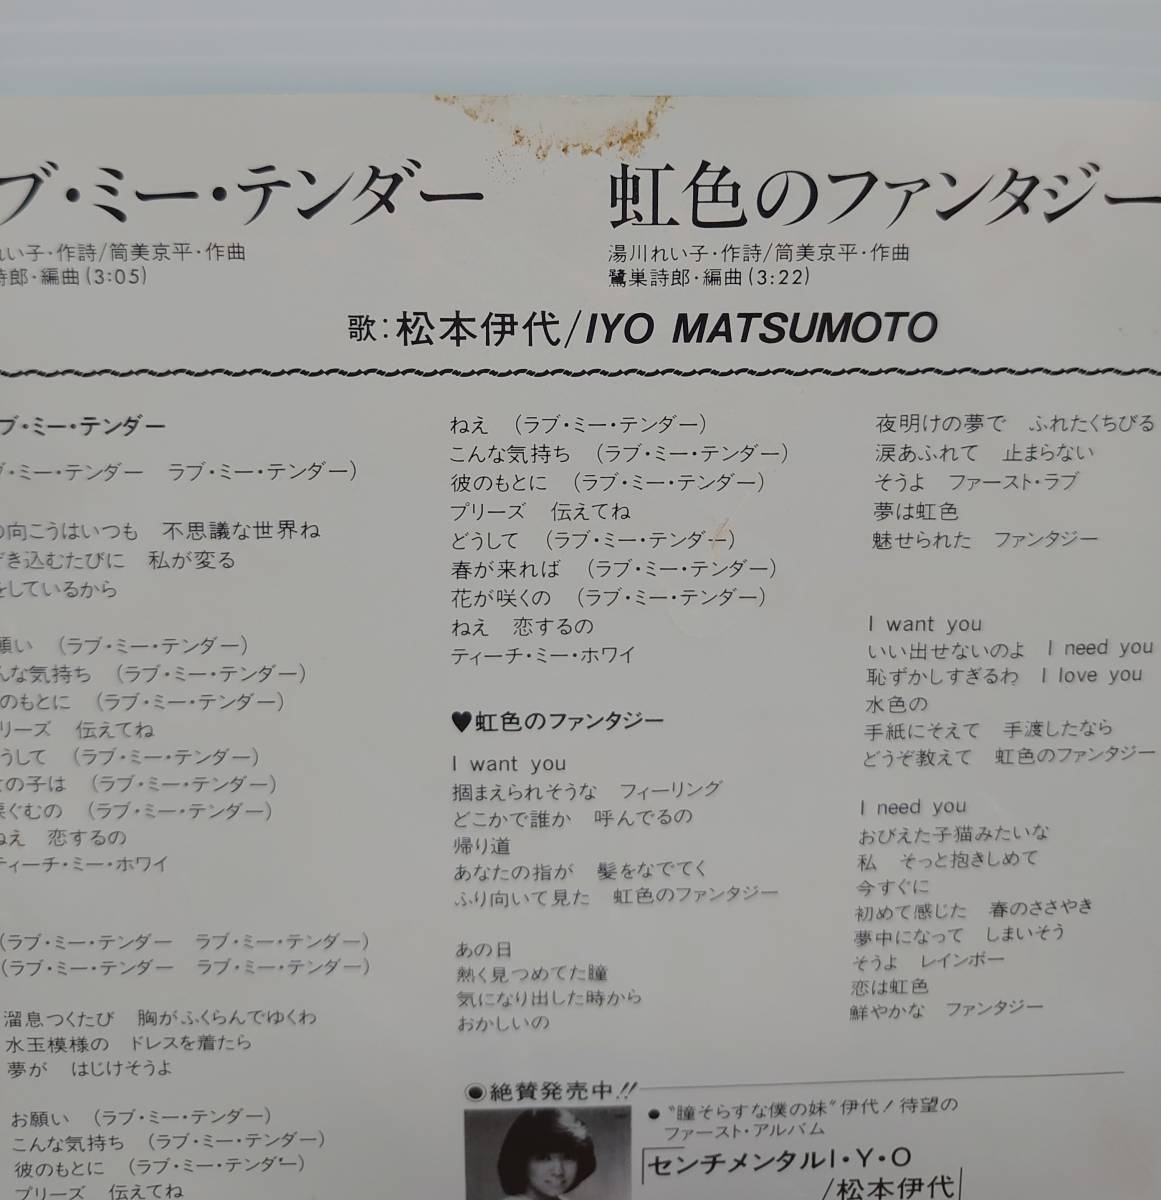 ブ・ミー・テンダー
い子・作詩/筒美京平・作曲
詩郎・編曲(3:05)
虹色のファンタジー
湯川れい子・作詩/筒美京平・作曲
鷺巣詩郎・編曲(3:22)
歌:松本伊代/IYO MATSUMOTO
ブ・ミー・テンダー
・ミー・テンダー ラブ・ミー・テンダー)
向こうはいつも 不思議な世界ね
き込むたびに 私が変る
をしているから
願い (ラブ・ミー・テンダー)
んな気持ち (ラブ・ミー・テンダー)
のもとに (ラブ・ミー・テンダー)
リーズ 伝えてね
うして (ラブ・ミー・テンダー)
の子は (ラブ・ミー・テンダー)
ぐむの (ラブ・ミー・テンダー)
ねえ 恋するの
ティーチ・ミー・ホワイ
(ラブ・ミー・テンダー ラブ・ミー・テンダー)
(ラブ・ミー・テンダー ラブ・ミー・テンダー)
溜息つくたび 胸がふくらんでゆくわ
水玉模様の ドレスを着たら
夢が はじけそうよ
お願い (ラブ・ミー・テンダー)
こんな気持ち (ラブ・ミー・テンダー)
彼のもとに (ラブ・ミー・テンダー)
プリーズ 伝えてね
ねえ (ラブ・ミー・テンダー)
こんな気持ち (ラブ・ミー・テンダー)
彼のもとに (ラブ・ミー・テンダー)
プリーズ 伝えてね
どうして (ラブ・ミー・テンダー)
春が来れば (ラブ・ミー・テンダー)
花が咲くの (ラブ・ミー・テンダー)
ねえ 恋するの
ティーチ・ミー・ホワイ
♥虹色のファンタジー
I want you
掴まえられそうな フィーリング
どこかで誰か 呼んでるの
帰り道
あなたの指が 髪をなでてく
ふり向いて見た 虹色のファンタジー
あの日
熱く見つめてた瞳
気になり出した時から
おかしいの
夜明けの夢で ふれたくちびる
涙あふれて 止まらない
そうよ ファースト・ラブ
夢は虹色
魅せられた ファンタジー
I want you
いい出せないのよ I need you
恥ずかしすぎるわ I love you
水色の
手紙にそえて 手渡したなら
どうぞ教えて 虹色のファンタジー
I need you
おびえた子猫みたいな
私 そっと抱きしめて
今すぐに
初めて感じた 春のささやき
夢中になって しまいそう
そうよ レインボー
恋は虹色
鮮やかな ファンタジー
◉絶賛発売中!!
●“瞳そらすな僕の妹”伊代!待望の
ファースト・アルバム
センチメンタルI・Y・O
/松本伊代